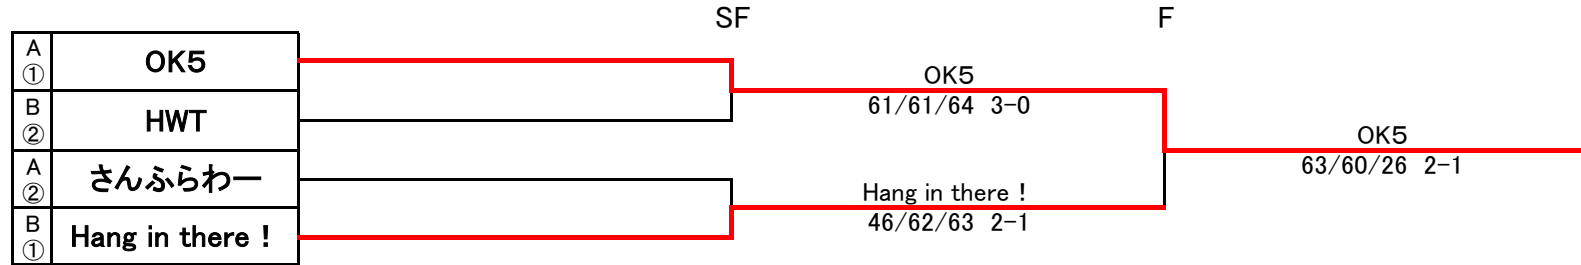 SF
F
A
①
OK5
B
②
HWT
A
②
さんふらわー
B
①
Hang in there！
OK5
61/61/64 3-0
Hang in there！
46/62/63 2-1
OK5
63/60/26 2-1